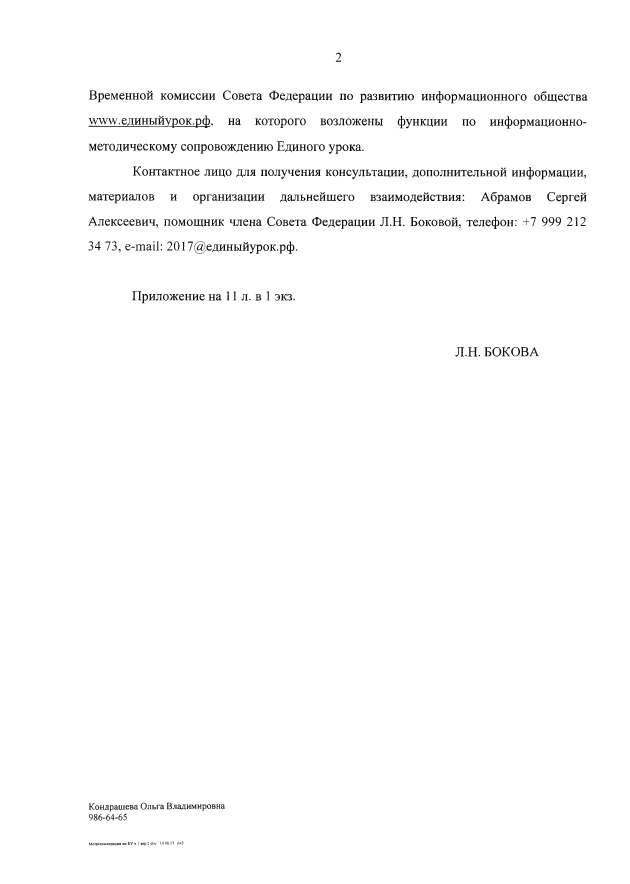 2
Временной комиссии Совета Федерации по развитию информационного общества
www.единыйурок.рф. на которого возложены функции по информационно-
методическому сопровождению Единого урока.
Контактное лицо для получения консультации, дополнительной информации,
материалов и организации дальнейшего взаимодействия: Абрамов Сергей
Алексеевич, помощник члена Совета Федерации Л.Н. Боковой, телефон: +7 999 212
34 73, e-mail: 2017@единыйурок.рф.
Приложение на 11 л. в 1 экз.
Л.Н. БОКОВА
Кондрашева Ольга Владимировна
986-64-65